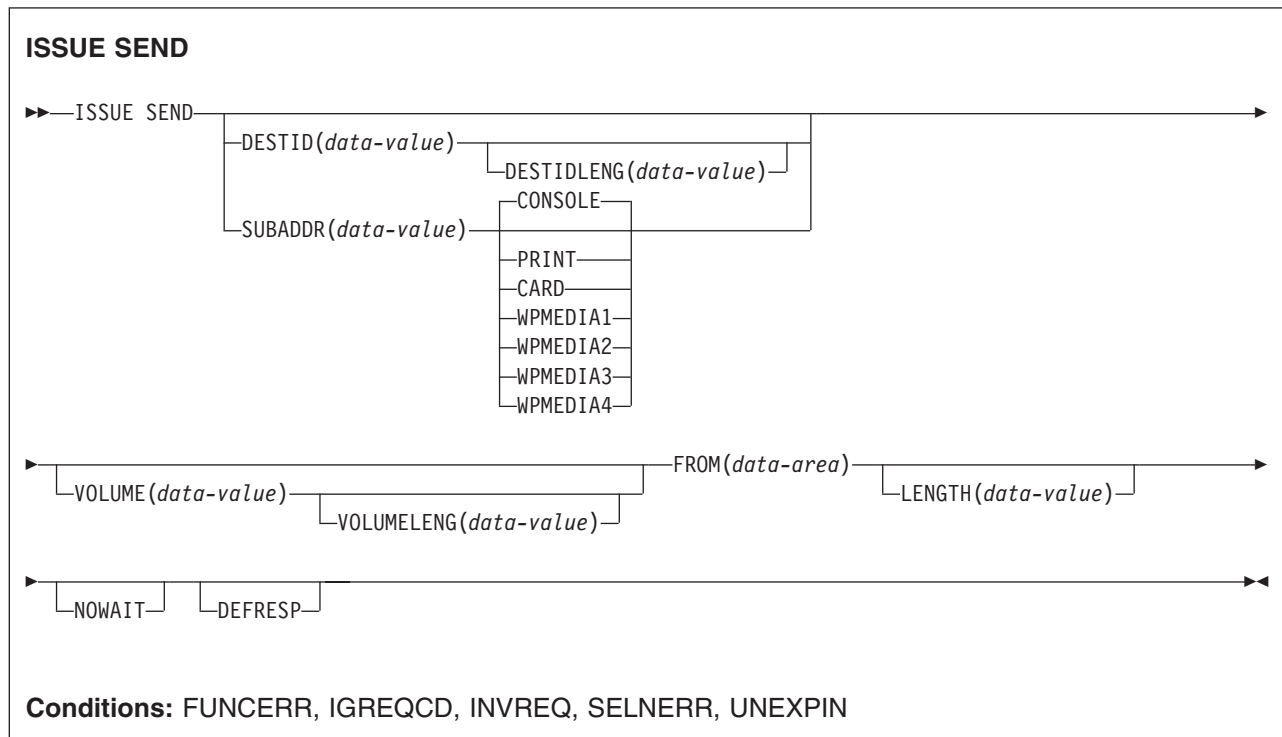 ISSUE SEND
ISSUE SEND
DESTID(data-value)
DESTIDLENG(data-value)
CONSOLE
SUBADDR(data-value)
PRINT
CARD
WPMEDIA1
WPMEDIA2
WPMEDIA3
WPMEDIA4
FROM(data-area)
VOLUME(data-value)
LENGTH(data-value)
VOLUMELENG(data-value)
NOWAIT DEFRESP
Conditions: FUNCERR, IGREQCD, INVREQ, SELNERR, UNEXPIN